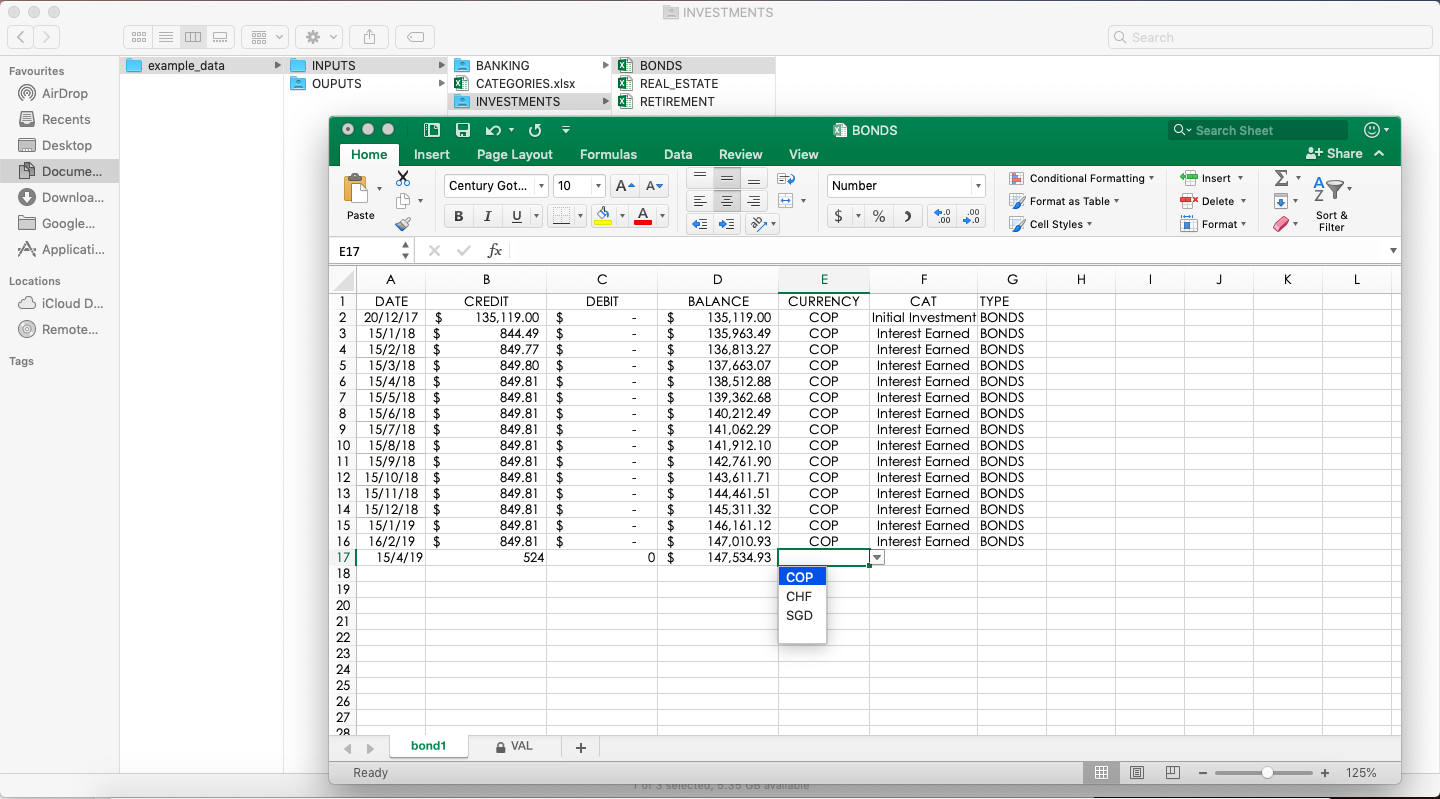 INVESTMENTS
Search
Favourites
AirDrop
Recents
Desktop
Docume...
Downloa...
Google...
Applicati...
Locations
iCloud D...
Remote...
Tags
example_data
INPUTS
OUPUTS
BANKING
CATEGORIES.xlsx
INVESTMENTS
BONDS
REAL_ESTATE
RETIREMENT
BONDS
Search Sheet
Home Insert Page Layout Formulas Data Review View
Share
Paste
Century Got... 10
B I U
Number
$ %
Conditional Formatting
Format as Table
Cell Styles
Insert
Delete
Format
Sort &
Filter
E17
fx
A B C D E F G H I J K L
1 DATE CREDIT DEBIT BALANCE CURRENCY CAT TYPE
2 20/12/17 $ 135,119.00 $ - $ 135,119.00 COP Initial Investment BONDS
3 15/1/18 $ 844.49 $ - $ 135,963.49 COP Interest Earned BONDS
4 15/2/18 $ 849.77 $ - $ 136,813.27 COP Interest Earned BONDS
5 15/3/18 $ 849.80 $ - $ 137,663.07 COP Interest Earned BONDS
6 15/4/18 $ 849.81 $ - $ 138,512.88 COP Interest Earned BONDS
7 15/5/18 $ 849.81 $ - $ 139,362.68 COP Interest Earned BONDS
8 15/6/18 $ 849.81 $ - $ 140,212.49 COP Interest Earned BONDS
9 15/7/18 $ 849.81 $ - $ 141,062.29 COP Interest Earned BONDS
10 15/8/18 $ 849.81 $ - $ 141,912.10 COP Interest Earned BONDS
11 15/9/18 $ 849.81 $ - $ 142,761.90 COP Interest Earned BONDS
12 15/10/18 $ 849.81 $ - $ 143,611.71 COP Interest Earned BONDS
13 15/11/18 $ 849.81 $ - $ 144,461.51 COP Interest Earned BONDS
14 15/12/18 $ 849.81 $ - $ 145,311.32 COP Interest Earned BONDS
15 15/1/19 $ 849.81 $ - $ 146,161.12 COP Interest Earned BONDS
16 16/2/19 $ 849.81 $ - $ 147,010.93 COP Interest Earned BONDS
17 15/4/19 524 0 $ 147,534.93
18
19
20
21
22
23
24
25
26
27
28
COP
CHF
SGD
bond1 VAL
Ready
125%
1 of 3 selected, 5.35 GB available